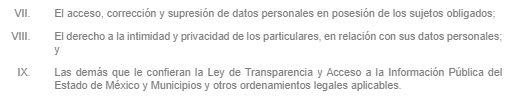 VII. El acceso, corrección y supresión de datos personales en posesión de los sujetos obligados;
VIII. El derecho a la intimidad y privacidad de los particulares, en relación con sus datos personales;
y
IX. Las demás que le confieran la Ley de Transparencia y Acceso a la Información Pública del
Estado de México y Municipios y otros ordenamientos legales aplicables.